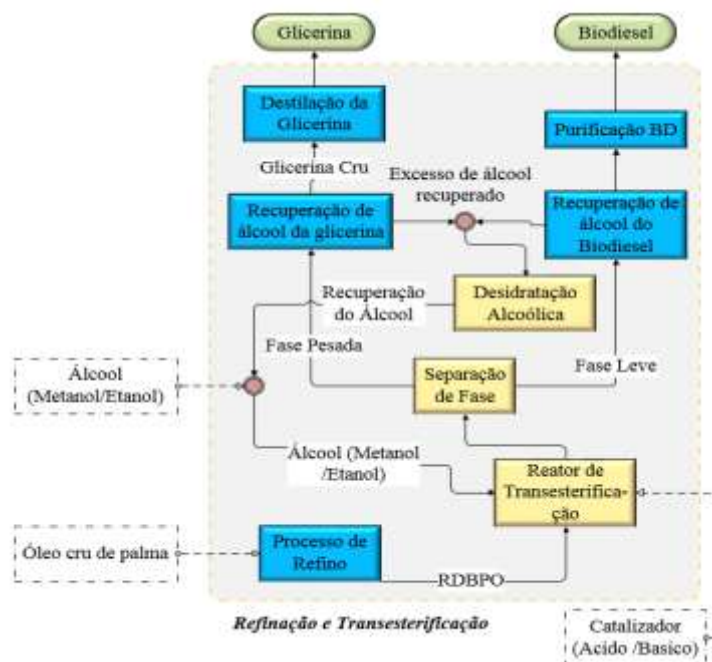 Glicerina
Biodiesel
Destilação da
Glicerina
Purificação BD
Glicerina Cru
Excesso de álcool
recuperado
Recuperação de
álcool da glicerina
Recuperação de
álcool do
Biodiesel
Recuperação
do Álcool
Desidratação
Alcoólica
Fase Pesada
Fase Leve
Álcool
(Metanol/Etanol)
Separação
de Fase
Álcool (Metanol
/Etanol)
Reator de
Transesterifica-
ção
Óleo cru de palma
Processo de
Refino
RDBPO
Refinação e Transesterificação
Catalizador
(Acido /Basico)